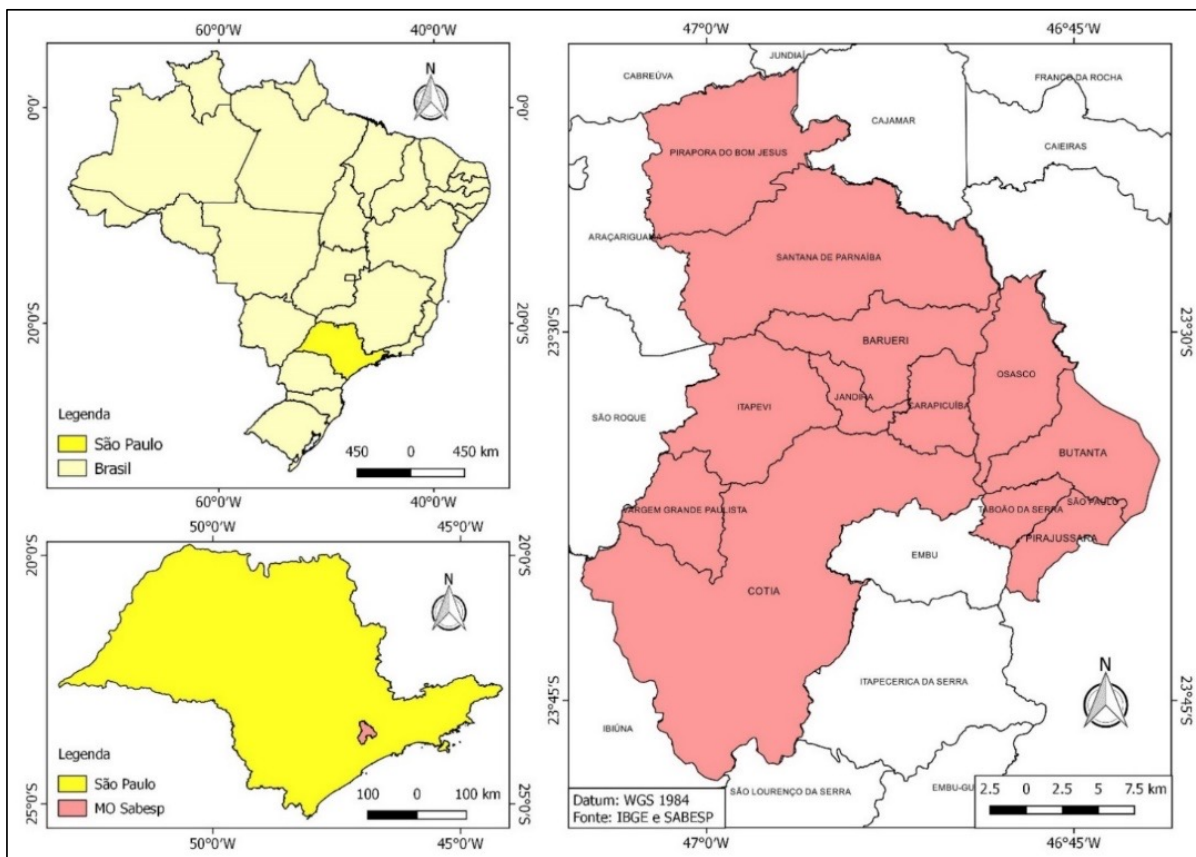 60°0'W 40°0'W
N
0°0' 0°0'
20°0'S 20°0'S
Legenda
São Paulo
Brasil
450 0 450 km
60°0'W 40°0'W
50°0'W 45°0'W
20°0'S 20°0'S
N
Legenda
São Paulo
MO Sabesp
100 0 100 km
25°0'S 25°0'S
50°0'W 45°0'W
47°0'W 46°45'W
JUNDIAÍ
CABREÚVA
FRANCO DA ROCHA
CAJAMAR
CAIEIRAS
PIRAPORA DO BOM JESUS
ARAÇARIGUAMA
SANTANA DE PARNAÍBA
23°30'S 23°30'S
BARUERI
OSASCO
SÃO ROQUE
ITAPEVI
JANDIRA
CARAPICUÍBA
BUTANTA
VARGEM GRANDE PAULISTA
TABOÃO DA SERRA
SÃO PAULO
PIRAJUSSARA
EMBU
COTIA
ITAPECERICA DA SERRA
N
23°45'S 23°45'S
IBIÚNA
SÃO LOURENÇO DA SERRA
EMBU-GU
Datum: WGS 1984
Fonte: IBGE e SABESP
2.5 0 2.5 5 7.5 km
47°0'W 46°45'W